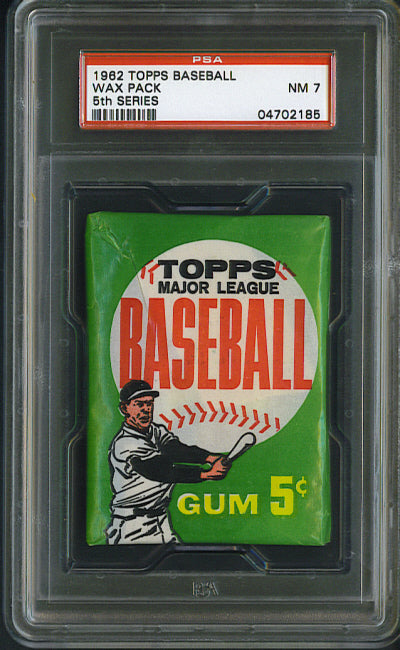 PSA
1962 TOPPS BASEBALL
WAX PACK NM 7
5th SERIES
04702185
TOPPS
MAJOR LEAGUE
BASEBALL
GUM 5¢
PSA